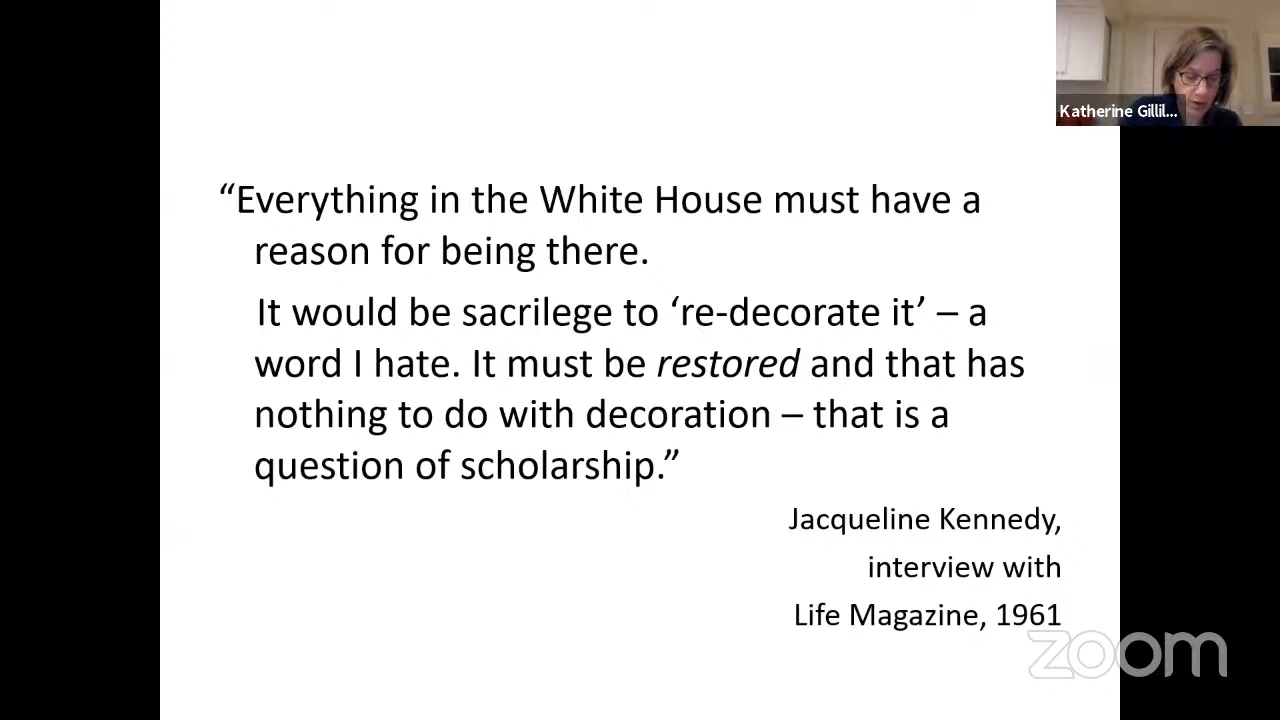 Katherine Gillil...
“Everything in the White House must have a
reason for being there.
It would be sacrilege to ‘re-decorate it’ – a
word I hate. It must be restored and that has
nothing to do with decoration – that is a
question of scholarship.”
Jacqueline Kennedy,
interview with
Life Magazine, 1961
zoom